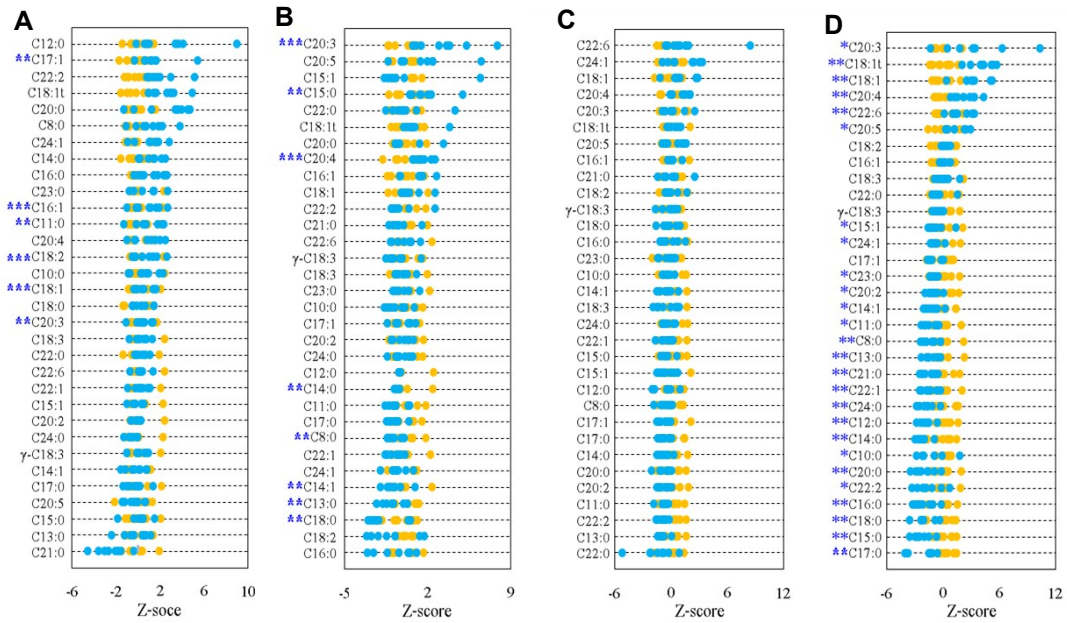 A
C12:0
**C17:1
C22:2
C18:1t
C20:0
C8:0
C24:1
C14:0
C16:0
C23:0
***C16:1
**C11:0
C20:4
***C18:2
C10:0
***C18:1
C18:0
**C20:3
C18:3
C22:0
C22:6
C22:1
C15:1
C20:2
C24:0
γ-C18:3
C14:1
C17:0
C20:5
C15:0
C13:0
C21:0
-6 -2 2 6 10
Z-soce
B
***C20:3
C20:5
C15:1
**C15:0
C22:0
C18:1t
C20:0
***C20:4
C16:1
C18:1
C22:2
C21:0
C22:6
γ-C18:3
C18:3
C23:0
C10:0
C17:1
C20:2
C24:0
C12:0
**C14:0
C11:0
C17:0
**C8:0
C22:1
C24:1
**C14:1
**C13:0
**C18:0
C18:2
C16:0
-5 2 9
Z-score
C
C22:6
C24:1
C18:1
C20:4
C20:3
C18:1t
C20:5
C16:1
C21:0
C18:2
γ-C18:3
C18:0
C16:0
C23:0
C10:0
C14:1
C18:3
C24:0
C22:1
C15:0
C15:1
C12:0
C8:0
C17:1
C17:0
C14:0
C20:0
C20:2
C11:0
C22:2
C13:0
C22:0
-6 0 6 12
Z-score
D
*C20:3
**C18:1t
**C18:1
**C20:4
**C22:6
*C20:5
C18:2
C16:1
C18:3
C22:0
γ-C18:3
*C15:1
*C24:1
C17:1
*C23:0
*C20:2
*C14:1
*C11:0
**C8:0
**C13:0
**C21:0
**C22:1
**C24:0
**C12:0
**C14:0
*C10:0
**C20:0
*C22:2
**C16:0
**C18:0
**C15:0
**C17:0
-6 0 6 12
Z-score